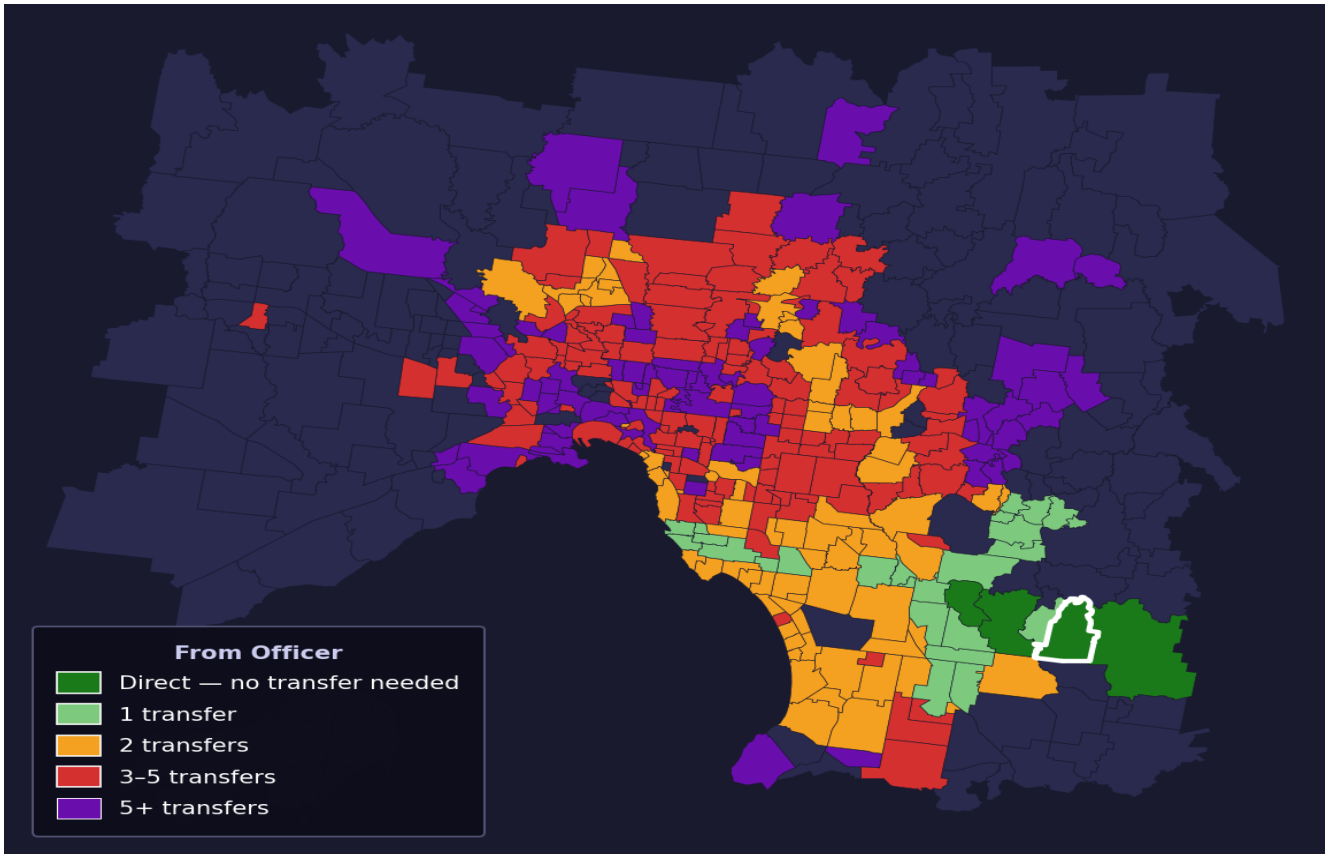 From Officer
Direct — no transfer needed
1 transfer
2 transfers
3–5 transfers
5+ transfers